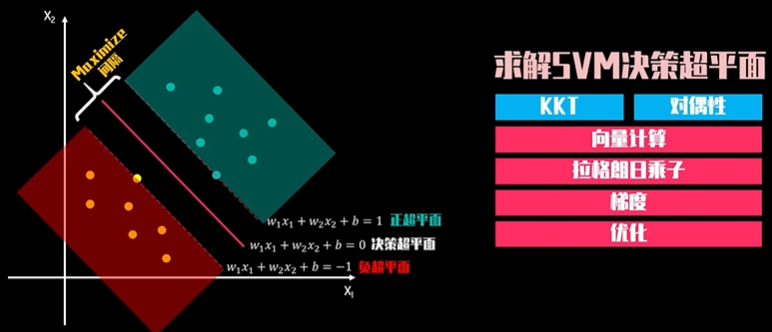 X₂
Maximize
间隔
w₁x₁ + w₂x₂ + b = 1 正超平面
w₁x₁ + w₂x₂ + b = 0 决策超平面
w₁x₁ + w₂x₂ + b = −1 负超平面
X₁
求解SVM决策超平面
KKT 对偶性
向量计算
拉格朗日乘子
梯度
优化